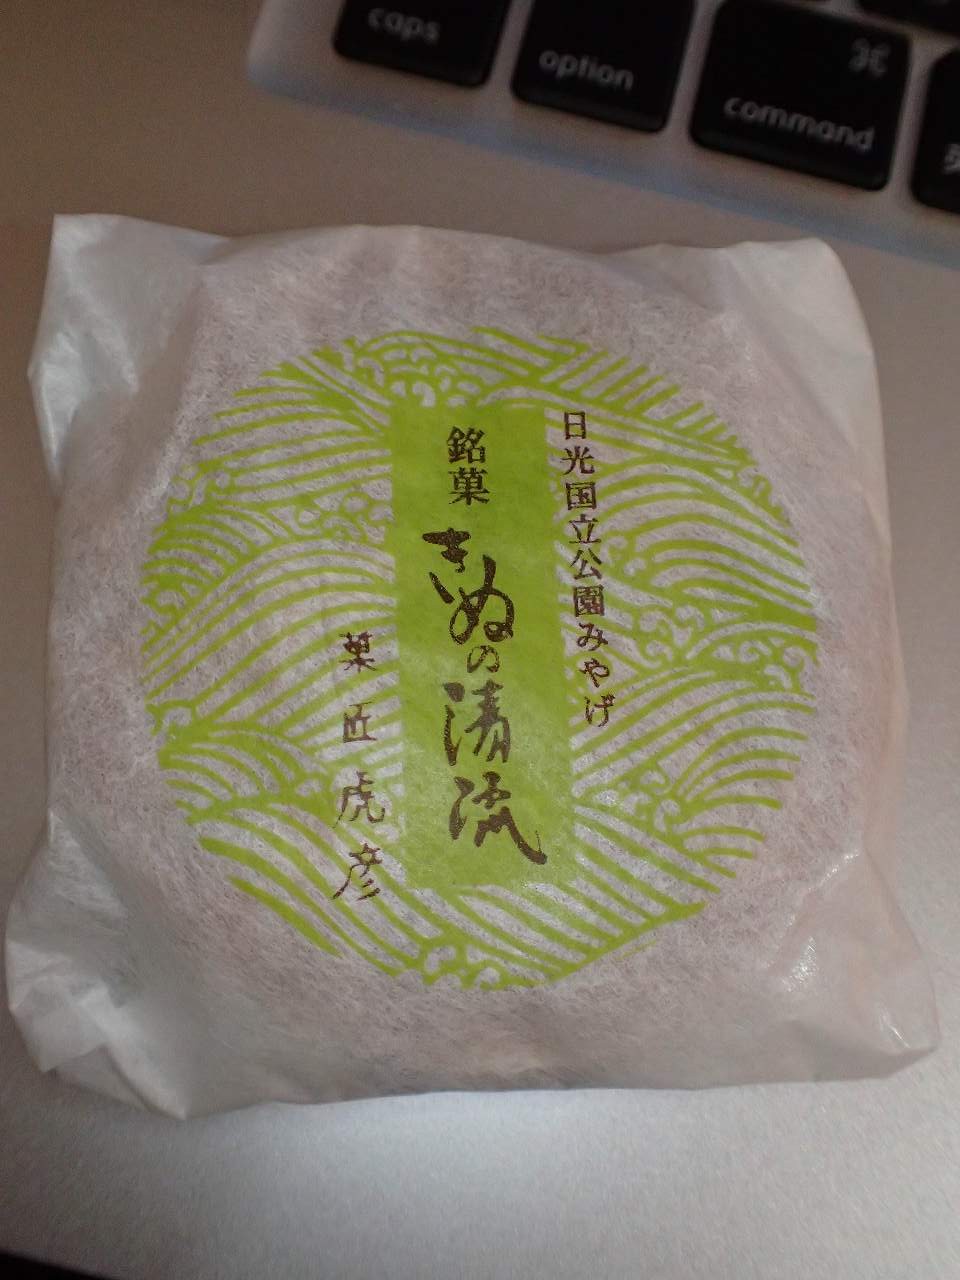 caps
option
⌘
command
日光国立公園みやげ
銘菓 きぬの清流
菓匠虎彦